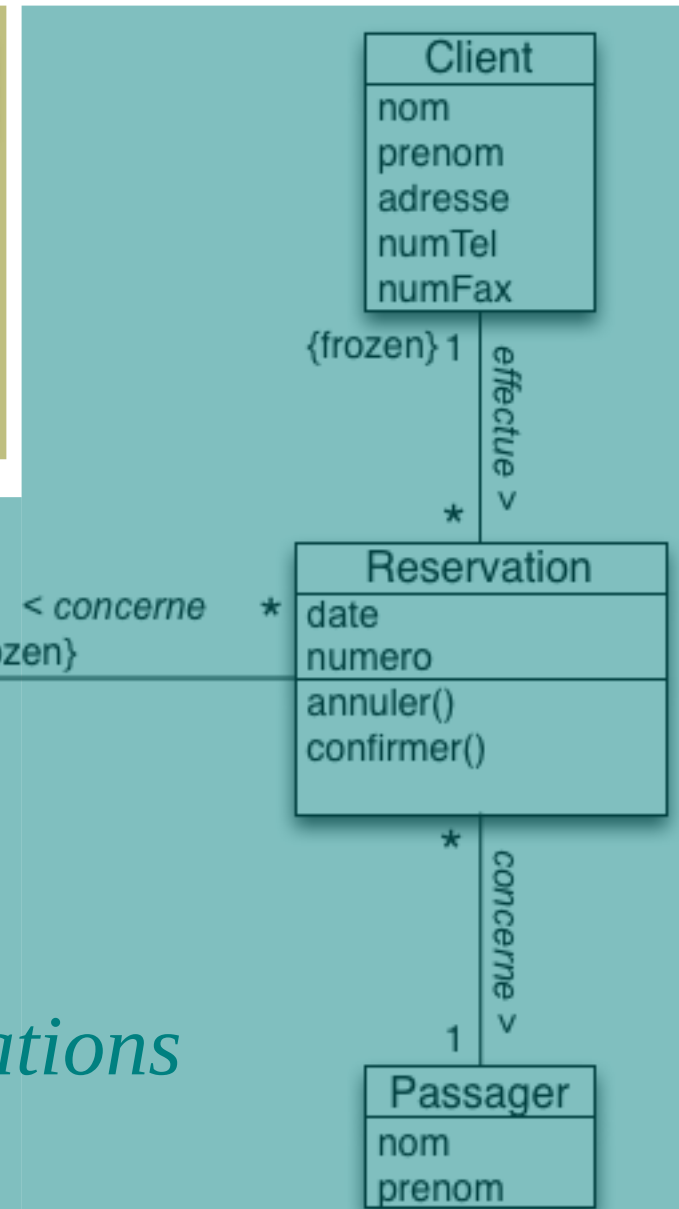 Client
nom
prenom
adresse
numTel
numFax
{frozen} 1
effectue >
*
Reservation
date
numero
annuler()
confirmer()
< concerne *
ozen}
*
concerne >
1
ations
Passager
nom
prenom